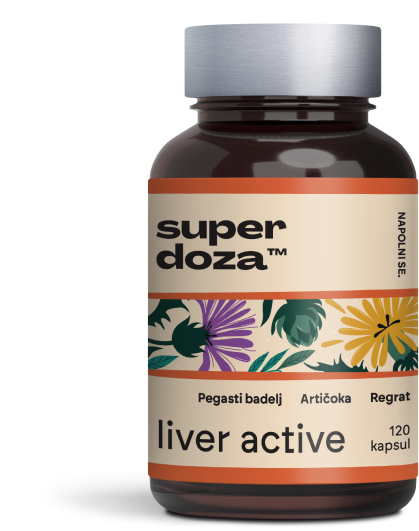 super
doza™
NAPOLNI SE.
Pegasti badelj Artičoka Regrat
liver active
120
kapsul